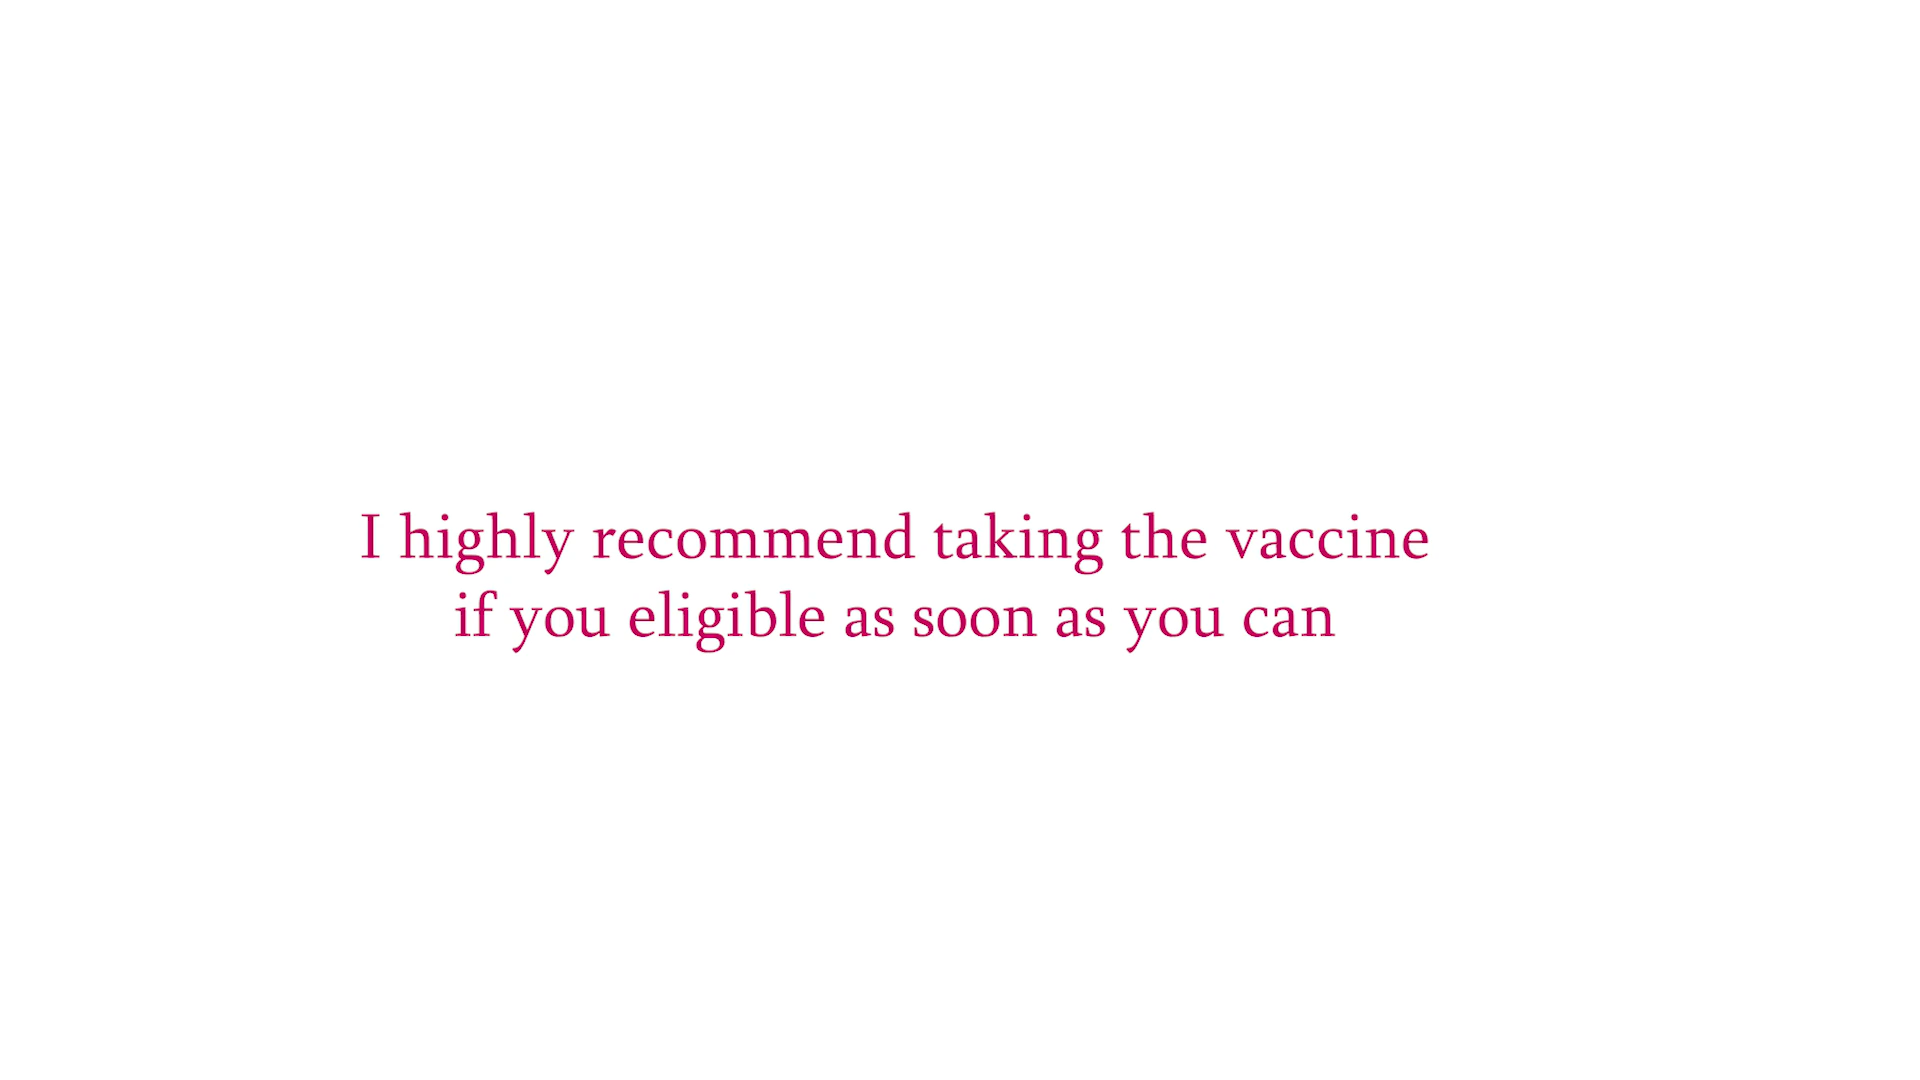 I highly recommend taking the vaccine
if you eligible as soon as you can